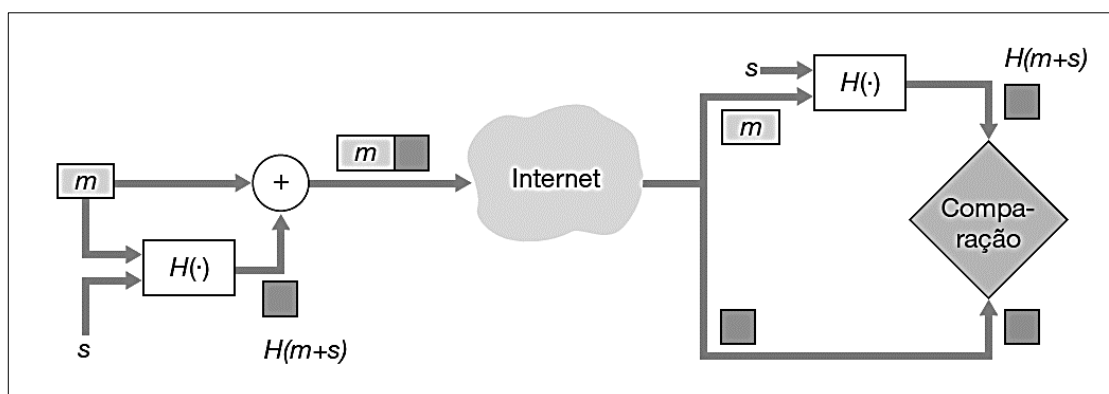 m
s
H(·)
H(m+s)
+
m
Internet
s
m
H(·)
H(m+s)
Compa-
ração